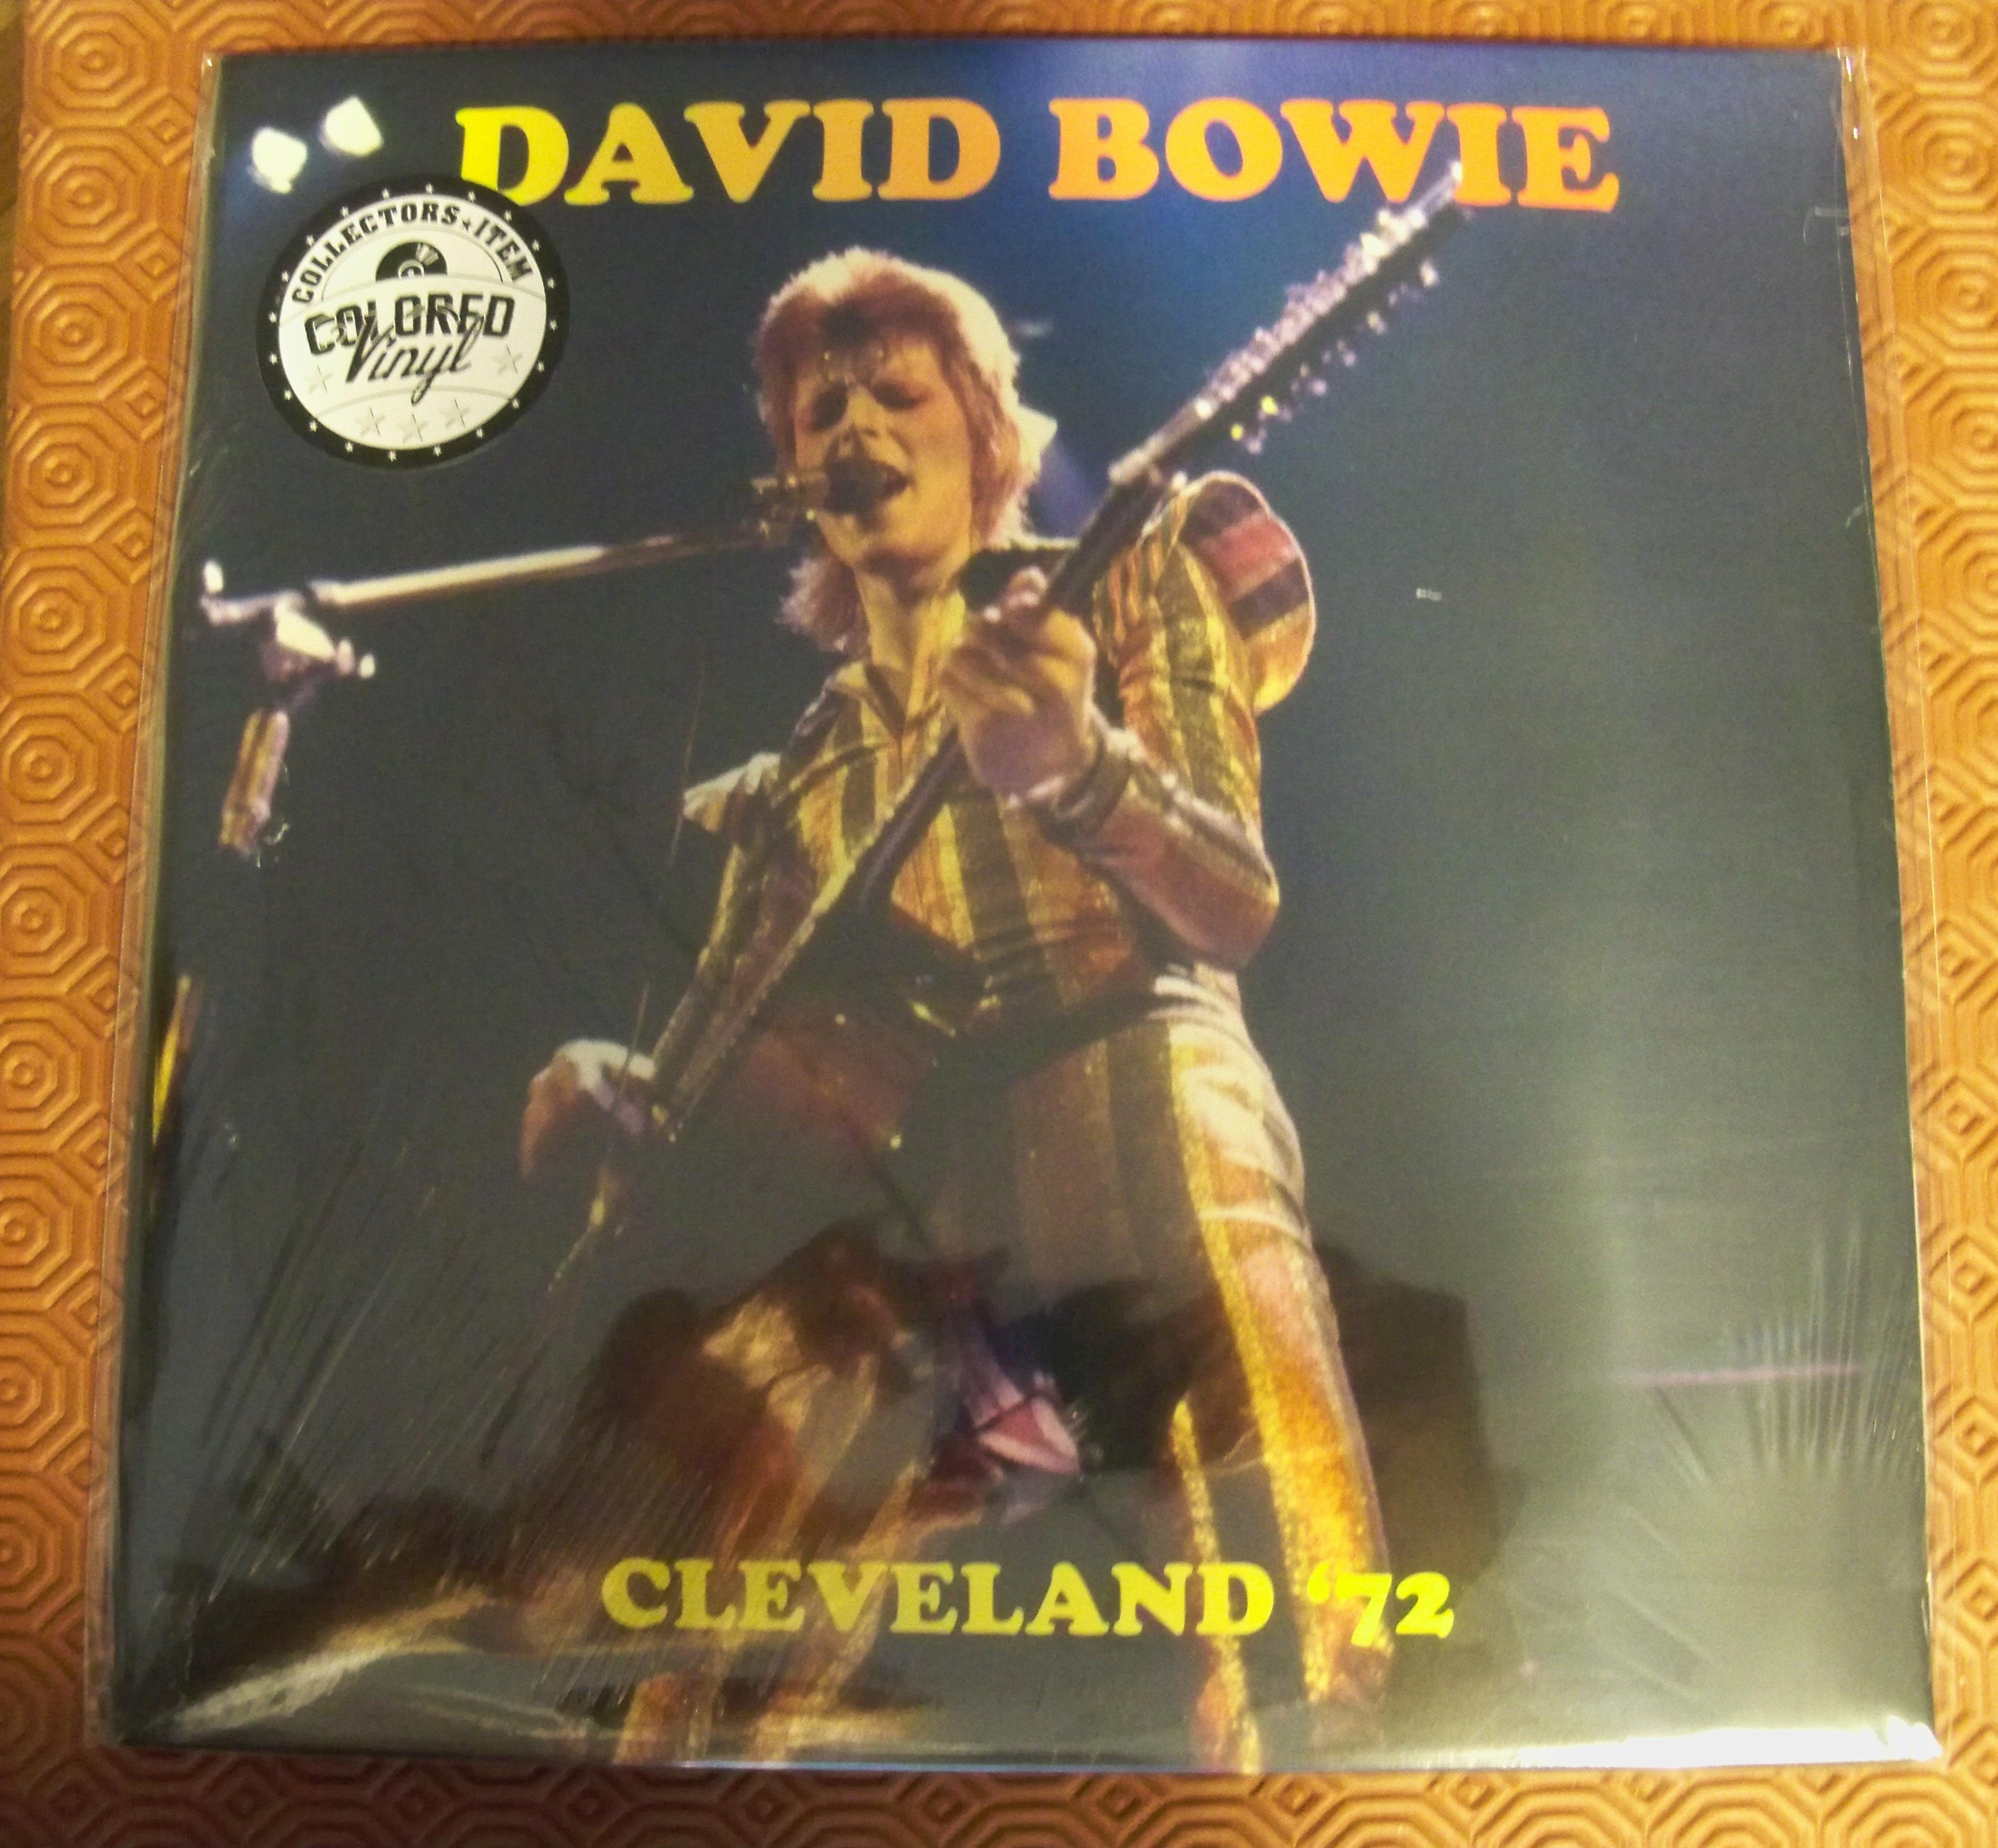 DAVID BOWIE
COLLECTORS★ITEM
COLORED
Vinyl
CLEVELAND ‘72